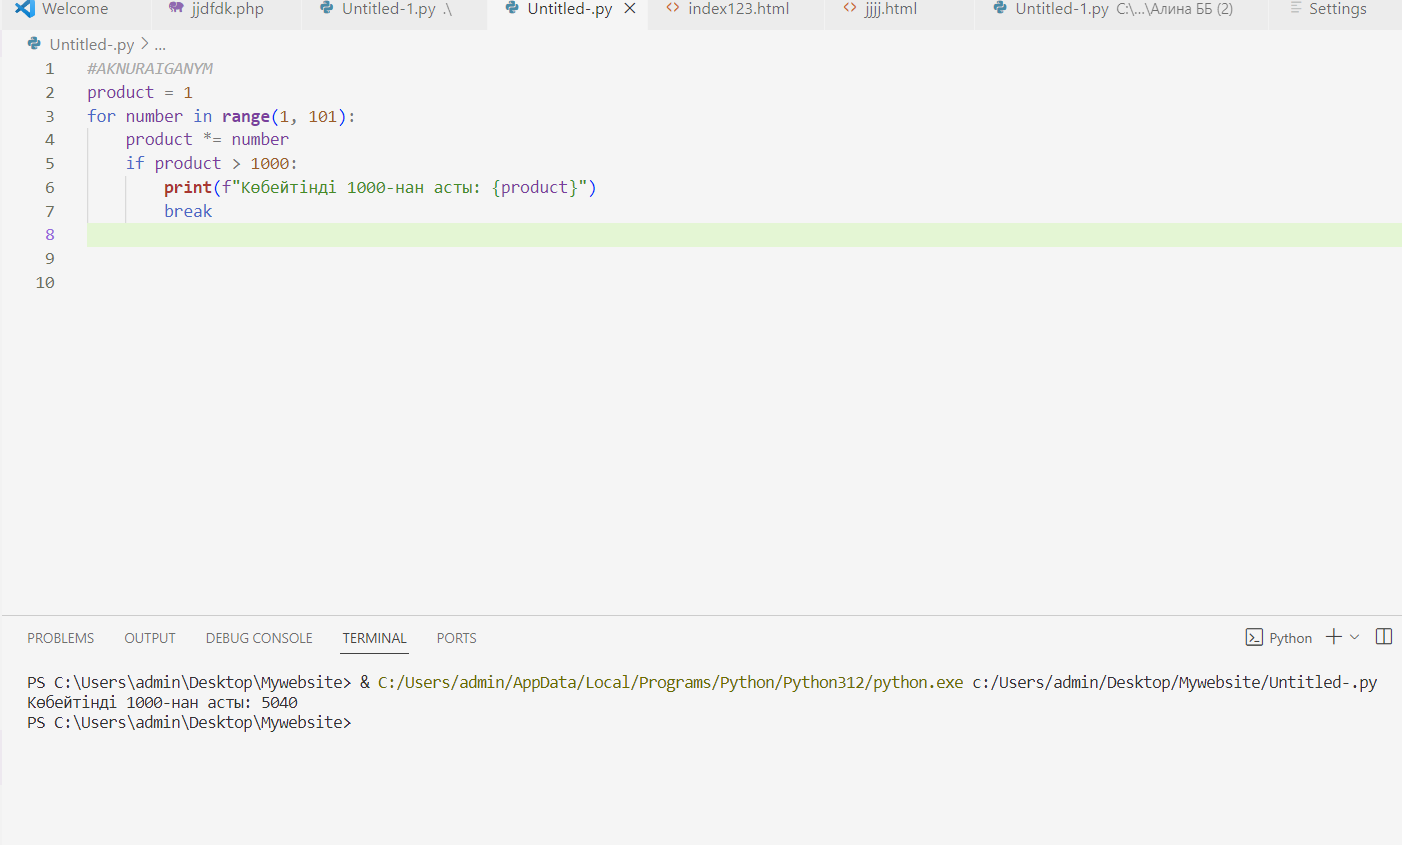 Welcome jjdfdk.php Untitled-1.py .\ Untitled-.py index123.html jjjj.html Untitled-1.py C:\...\Алина ББ (2) Settings
Untitled-.py > ...
1 #AKNURAIGANYM
2 product = 1
3 for number in range(1, 101):
4 product *= number
5 if product > 1000:
6 print(f"Көбейтінді 1000-нан асты: {product}")
7 break
8
9
10
PROBLEMS OUTPUT DEBUG CONSOLE TERMINAL PORTS Python
PS C:\Users\admin\Desktop\Mywebsite> & C:/Users/admin/AppData/Local/Programs/Python/Python312/python.exe c:/Users/admin/Desktop/Mywebsite/Untitled-.py
Көбейтінді 1000-нан асты: 5040
PS C:\Users\admin\Desktop\Mywebsite>